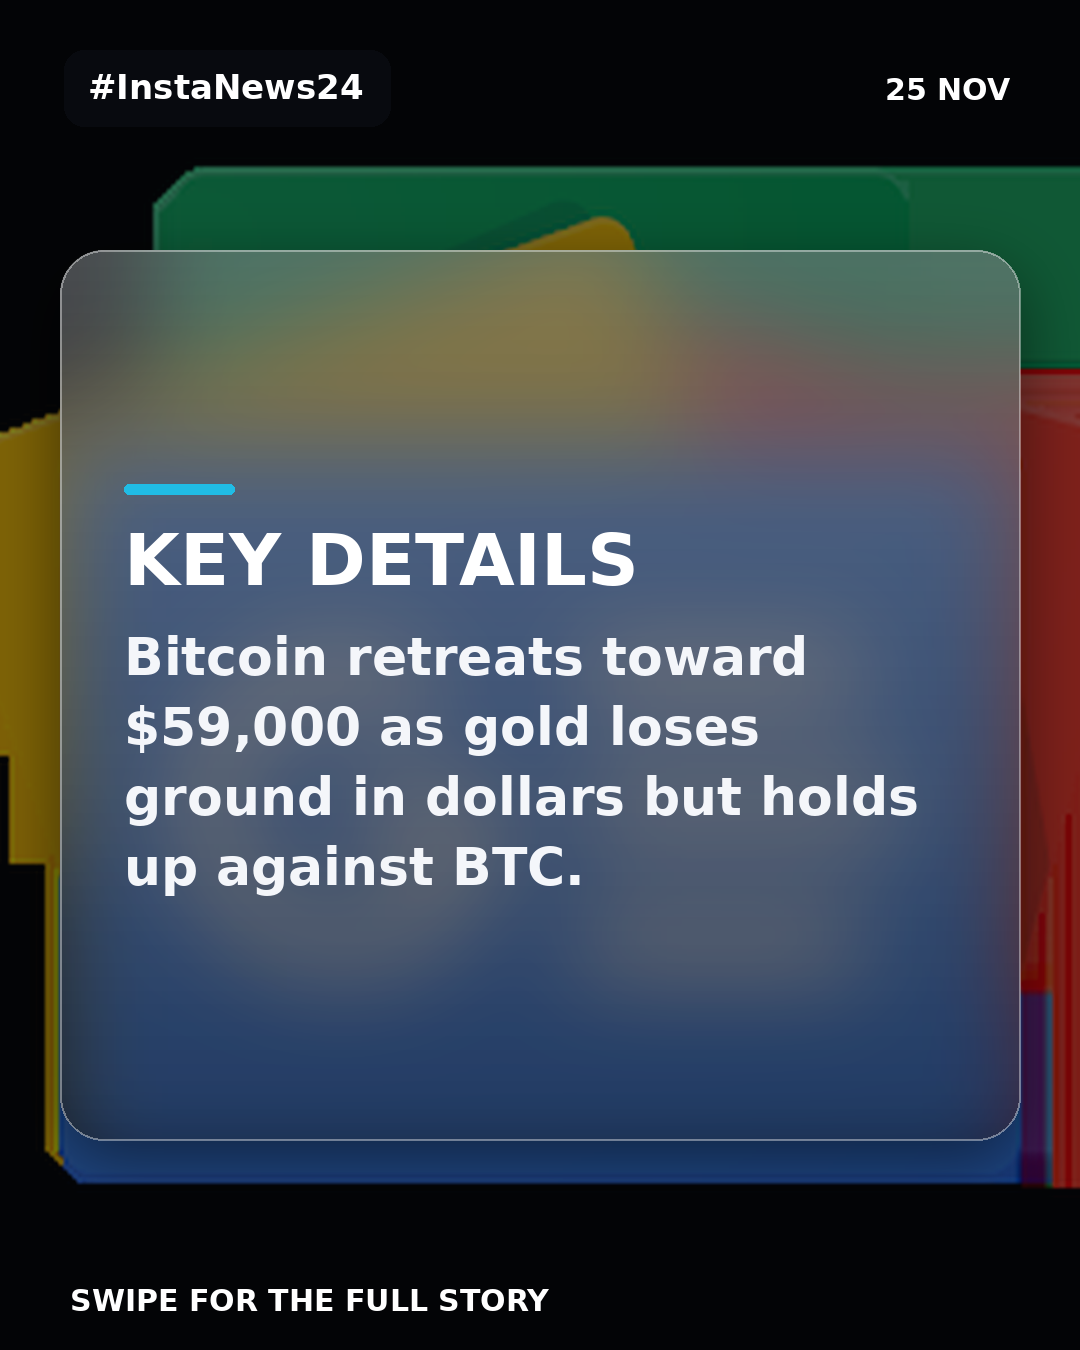 #InstaNews24
25 NOV
KEY DETAILS
Bitcoin retreats toward
$59,000 as gold loses
ground in dollars but holds
up against BTC.
SWIPE FOR THE FULL STORY